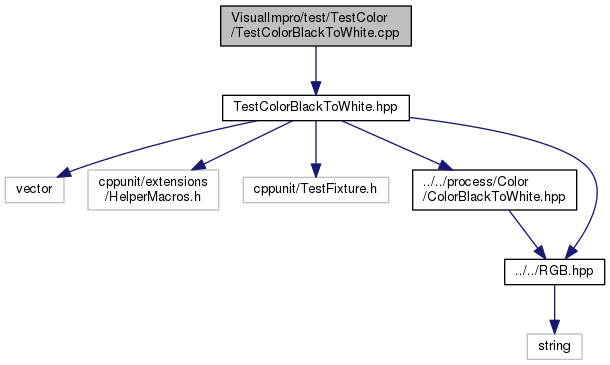 VisualImpro/test/TestColor
/TestColorBlackToWhite.cpp
TestColorBlackToWhite.hpp
vector
cppunit/extensions
/HelperMacros.h
cppunit/TestFixture.h
../../process/Color
/ColorBlackToWhite.hpp
../../RGB.hpp
string